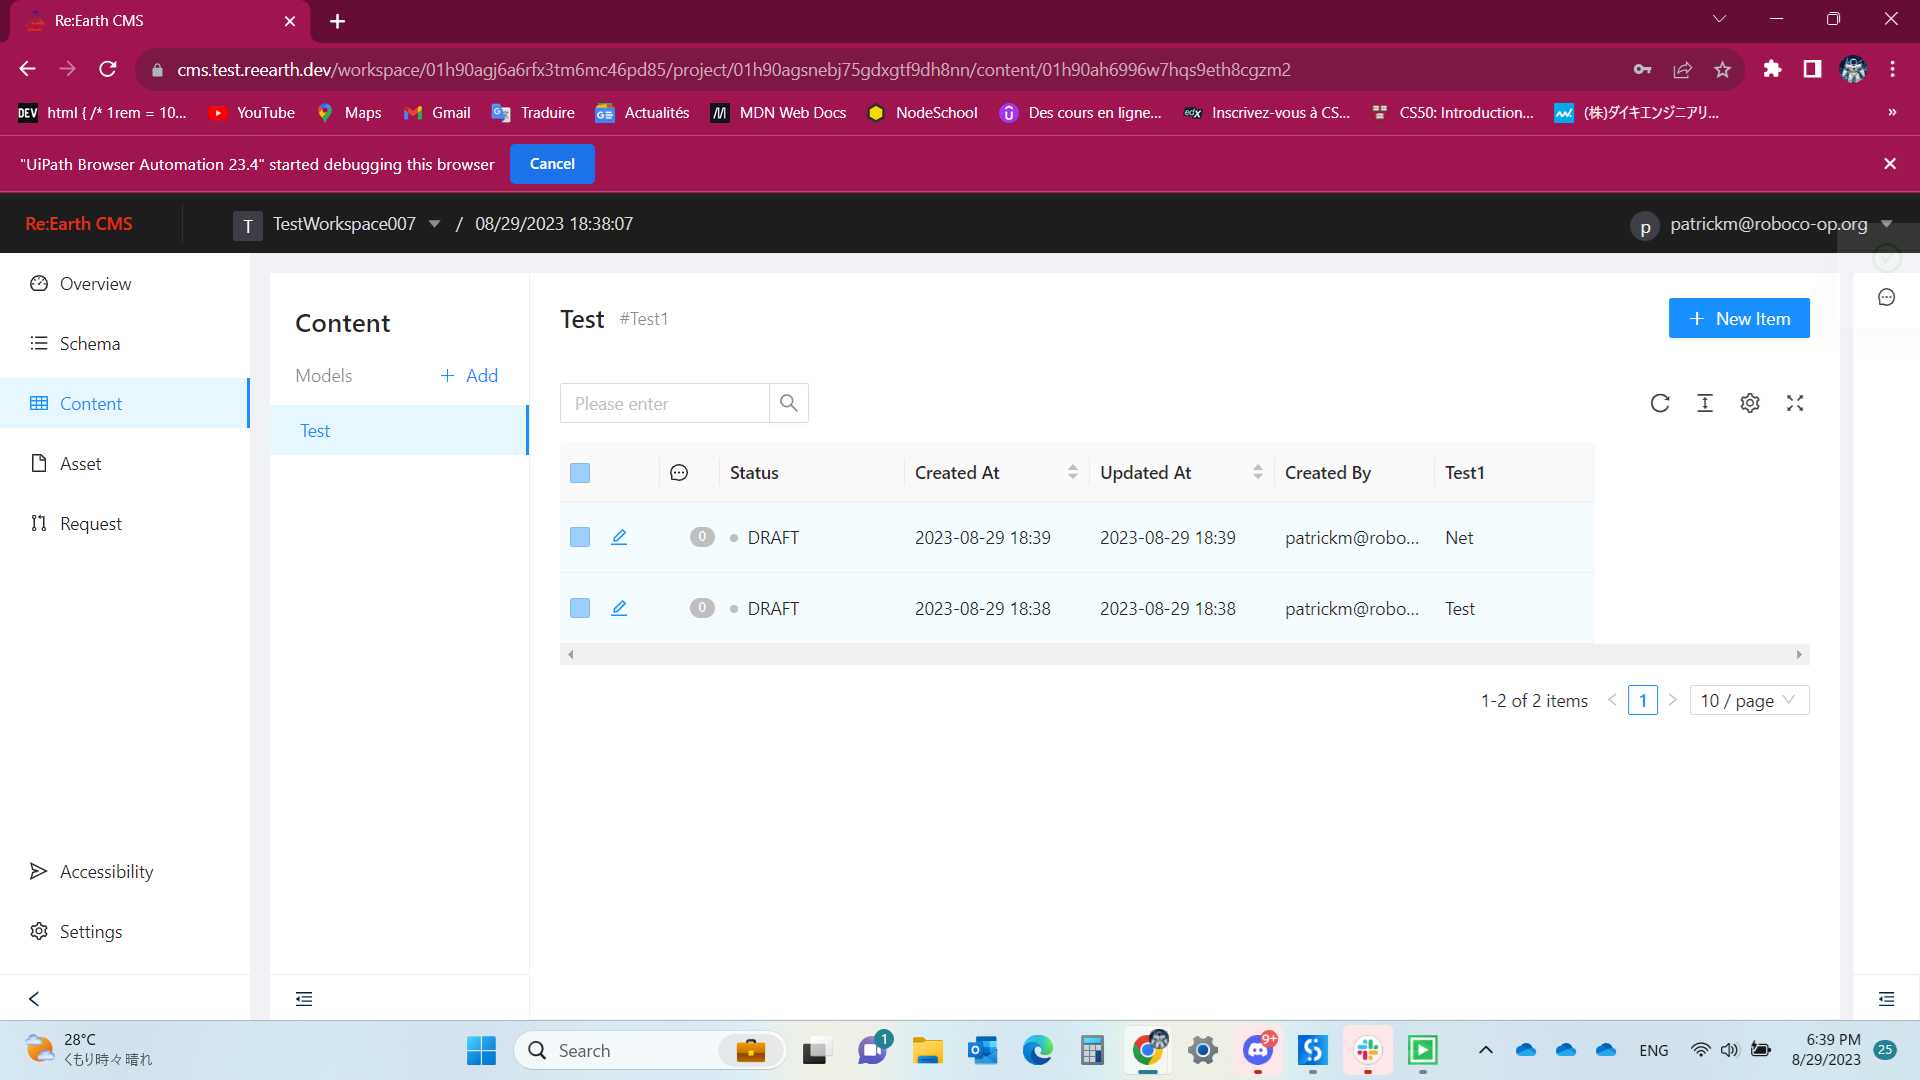 Re:Earth CMS
cms.test.reearth.dev/workspace/01h90agj6a6rfx3tm6mc46pd85/project/01h90agsnebj75gdxgtf9dh8nn/content/01h90ah6996w7hqs9eth8cgzm2
DEV html { /* 1rem = 10... YouTube Maps Gmail Traduire Actualités MDN Web Docs NodeSchool Des cours en ligne... edX Inscrivez-vous à CS... CS50: Introduction... (株)ダイキエンジニアリ... »
"UiPath Browser Automation 23.4" started debugging this browser Cancel
Re:Earth CMS T TestWorkspace007 / 08/29/2023 18:38:07 p patrickm@roboco-op.org
Overview
Schema
Content
Asset
Request
Accessibility
Settings
Content
Models + Add
Test
Test #Test1 + New Item
Please enter
Status Created At Updated At Created By Test1
0 DRAFT 2023-08-29 18:39 2023-08-29 18:39 patrickm@robo... Net
0 DRAFT 2023-08-29 18:38 2023-08-29 18:38 patrickm@robo... Test
1-2 of 2 items < 1 > 10 / page
28°C
くもり時々晴れ
Search
1
9+
ENG
6:39 PM
8/29/2023
25